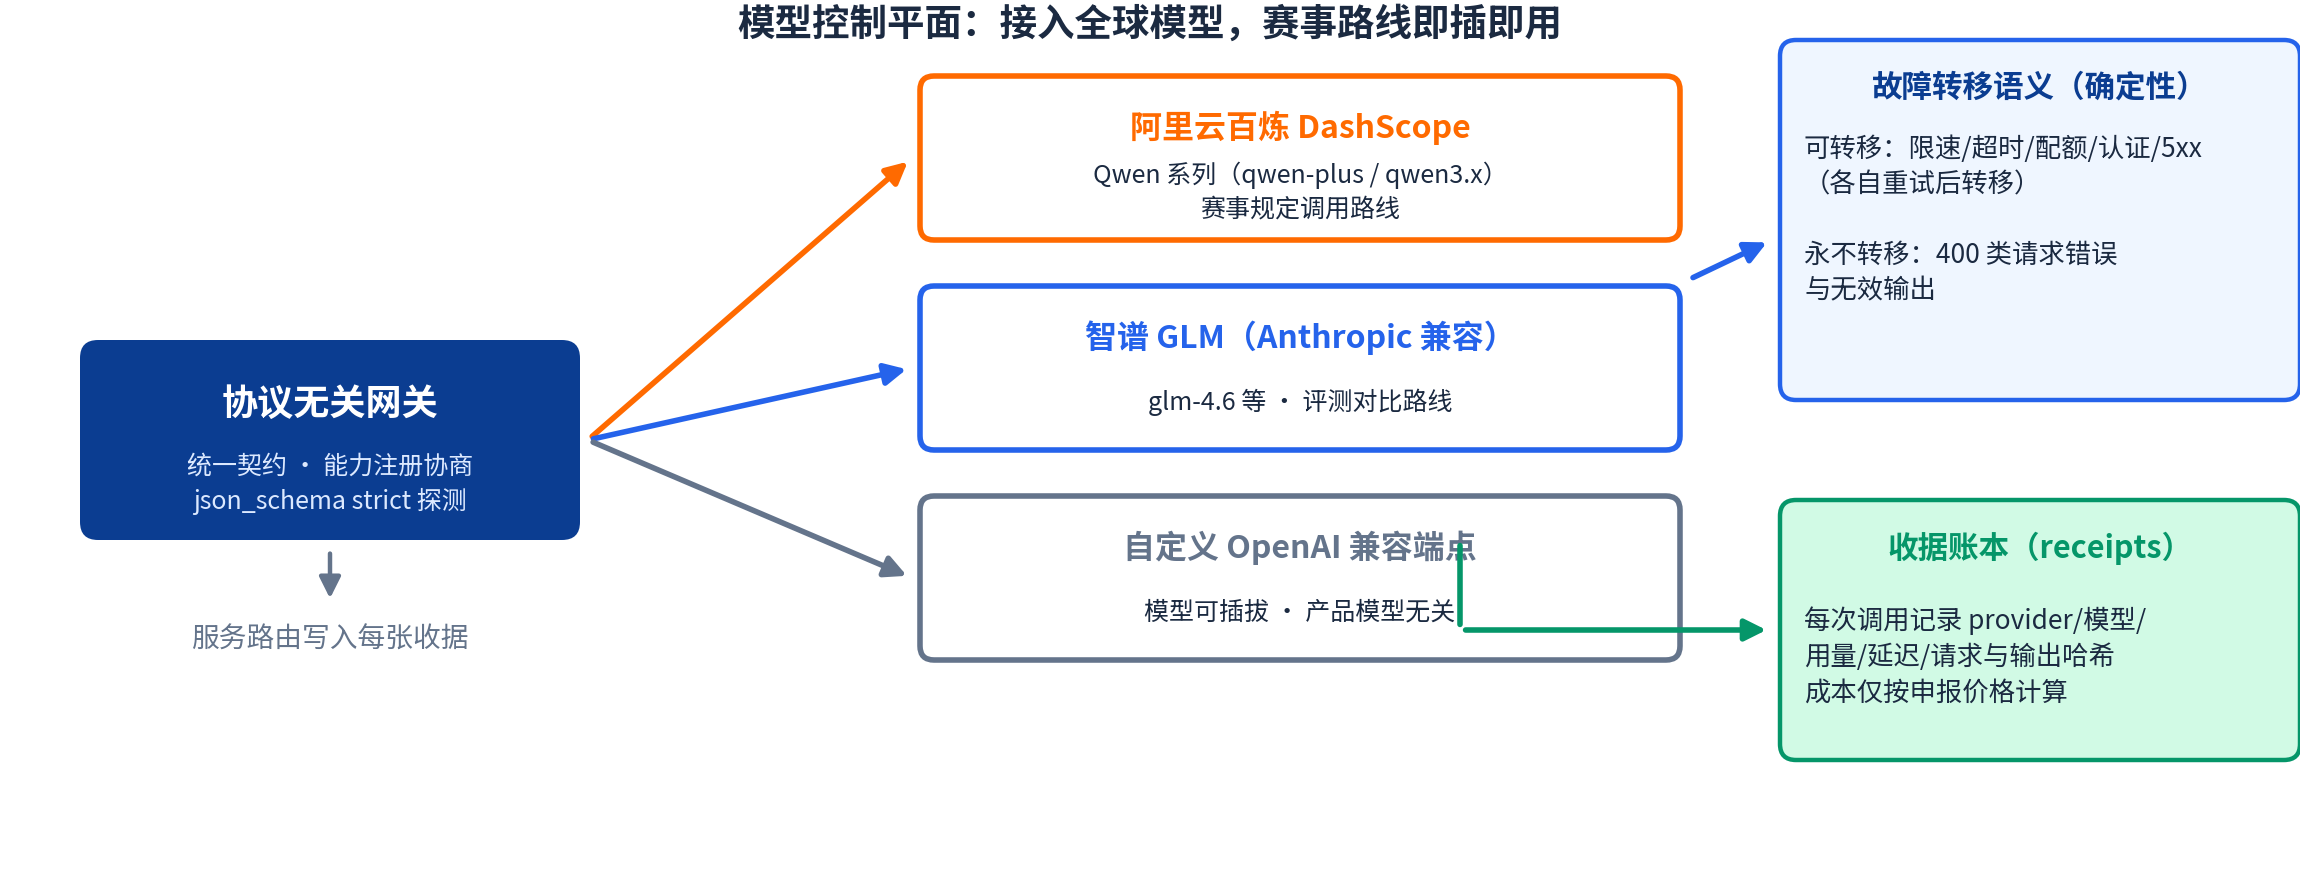 模型控制平面：接入全球模型，赛事路线即插即用
协议无关网关
统一契约 · 能力注册协商
json_schema strict 探测
服务路由写入每张收据
阿里云百炼 DashScope
Qwen 系列（qwen-plus / qwen3.x）
赛事规定调用路线
智谱 GLM（Anthropic 兼容）
glm-4.6 等 · 评测对比路线
自定义 OpenAI 兼容端点
模型可插拔 · 产品模型无关
故障转移语义（确定性）
可转移：限速/超时/配额/认证/5xx
（各自重试后转移）
永不转移：400 类请求错误
与无效输出
收据账本（receipts）
每次调用记录 provider/模型/
用量/延迟/请求与输出哈希
成本仅按申报价格计算